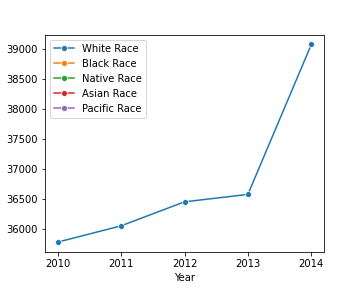 39000
38500
38000
37500
37000
36500
36000
White Race
Black Race
Native Race
Asian Race
Pacific Race
2010 2011 2012 2013 2014
Year